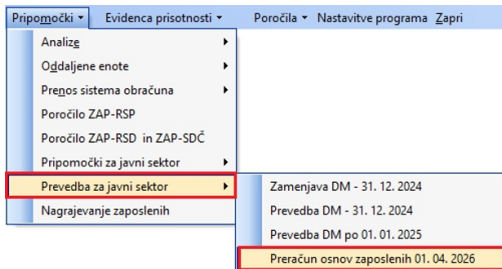 Pripomočki Evidenca prisotnosti Poročila Nastavitve programa Zapri
Analize
Oddaljene enote
Prenos sistema obračuna
Poročilo ZAP-RSP
Poročilo ZAP-RSD in ZAP-SDČ
Pripomočki za javni sektor
Prevedba za javni sektor
Nagrajevanje zaposlenih
Zamenjava DM - 31. 12. 2024
Prevedba DM - 31. 12. 2024
Prevedba DM po 01. 01. 2025
Preračun osnov zaposlenih 01. 04. 2026